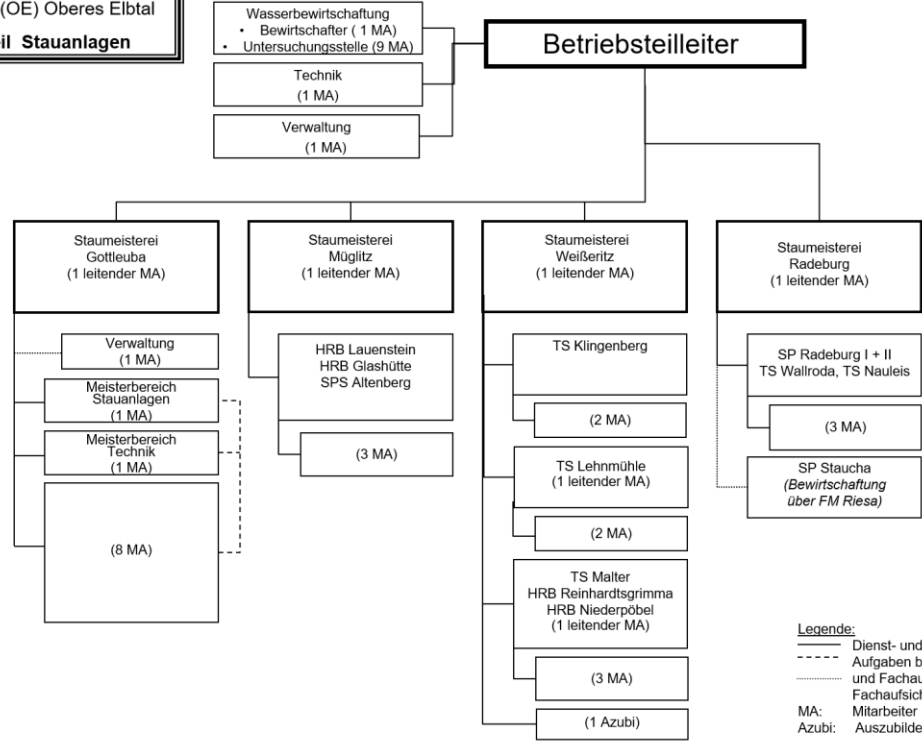 (OE) Oberes Elbtal
Stauanlagen
Wasserbewirtschaftung
• Bewirtschafter ( 1 MA)
• Untersuchungsstelle (9 MA)
Technik
(1 MA)
Verwaltung
(1 MA)
Betriebsteilleiter
Staumeisterei
Gottleuba
(1 leitender MA)
Verwaltung
(1 MA)
Meisterbereich
Stauanlagen
(1 MA)
Meisterbereich
Technik
(1 MA)
(8 MA)
Staumeisterei
Müglitz
(1 leitender MA)
HRB Lauenstein
HRB Glashütte
SPS Altenberg
(3 MA)
Staumeisterei
Weißeritz
(1 leitender MA)
TS Klingenberg
(2 MA)
TS Lehnmühle
(1 leitender MA)
(2 MA)
TS Malter
HRB Reinhardtsgrimma
HRB Niederpöbel
(1 leitender MA)
(3 MA)
(1 Azubi)
Staumeisterei
Radeburg
(1 leitender MA)
SP Radeburg I + II
TS Wallroda, TS Nauleis
(3 MA)
SP Staucha
(Bewirtschaftung
über FM Riesa)
Legende:
Dienst- und
Aufgaben
und
MA: Mitarbeiter
Azubi: